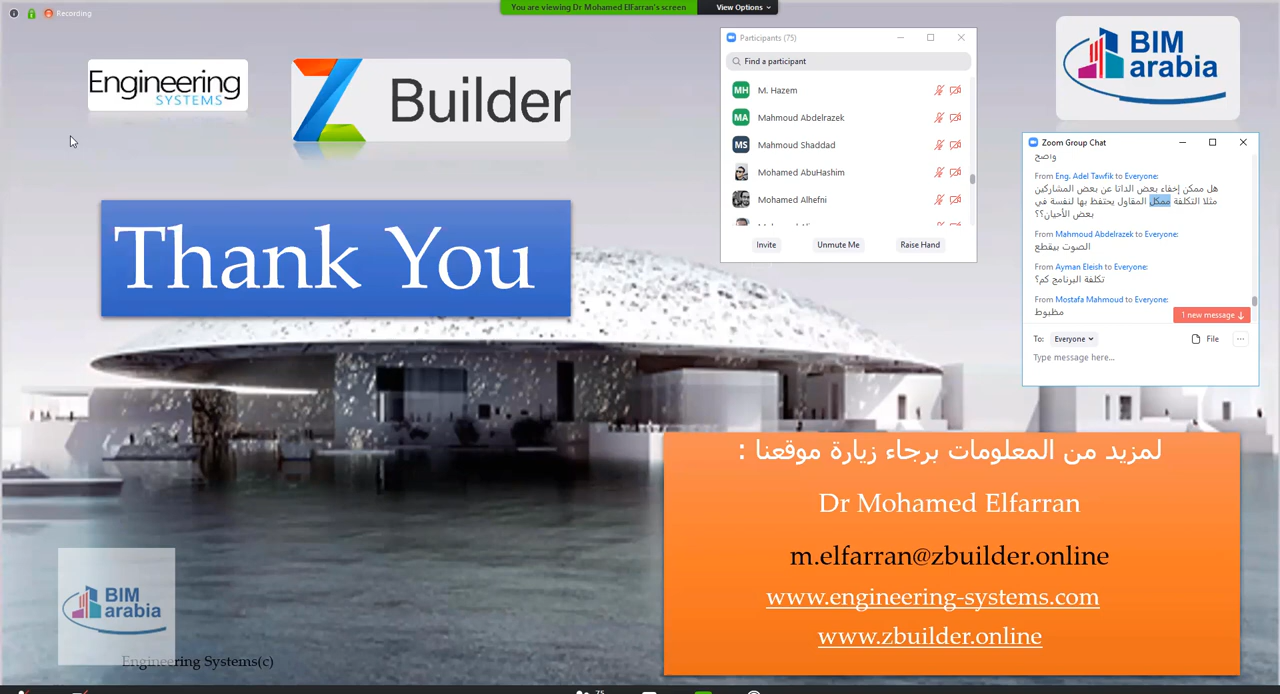 Recording
You are viewing Dr Mohamed ElFarran's screen
View Options
Engineering
SYSTEMS
Builder
Participants (75)
Find a participant
MH M. Hazem
MA Mahmoud Abdelrazek
MS Mahmoud Shaddad
Mohamed AbuHashim
Mohamed Alhefni
Invite
Unmute Me
Raise Hand
BIM
arabia
Zoom Group Chat
واضح
From Eng. Adel Tawfik to Everyone:
هل ممكن إخفاء بعض الداتا عن بعض المشاركين
مثلا التكلفة ممكل المقاول يحتفظ بها لنفسة في
بعض الأحيان؟؟
From Mahmoud Abdelrazek to Everyone:
الصوت بيقطع
From Ayman Eleish to Everyone:
تكلفة البرنامج كم؟
From Mostafa Mahmoud to Everyone:
مظبوط
1 new message
To: Everyone
File
Type message here...
Thank You
لمزيد من المعلومات برجاء زيارة موقعنا :
Dr Mohamed Elfarran
m.elfarran@zbuilder.online
www.engineering-systems.com
www.zbuilder.online
BIM
arabia
Engineering Systems(c)
75